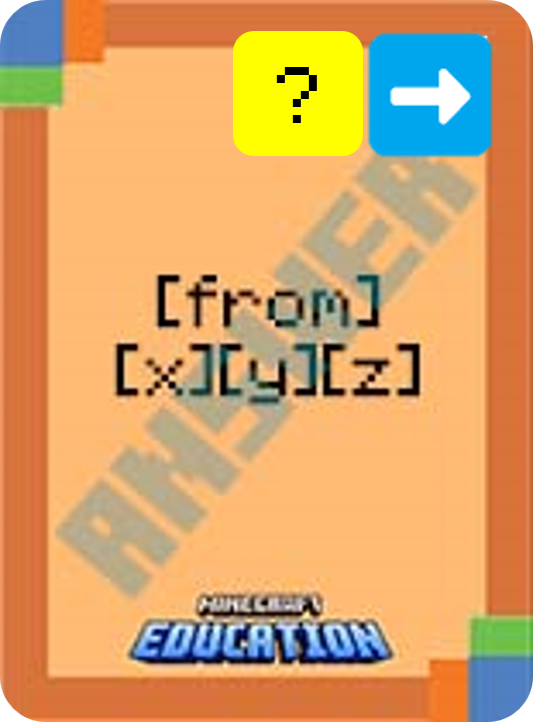 ?
[from]
[x][y][z]
ANSWER
MINECRAFT
EDUCATION